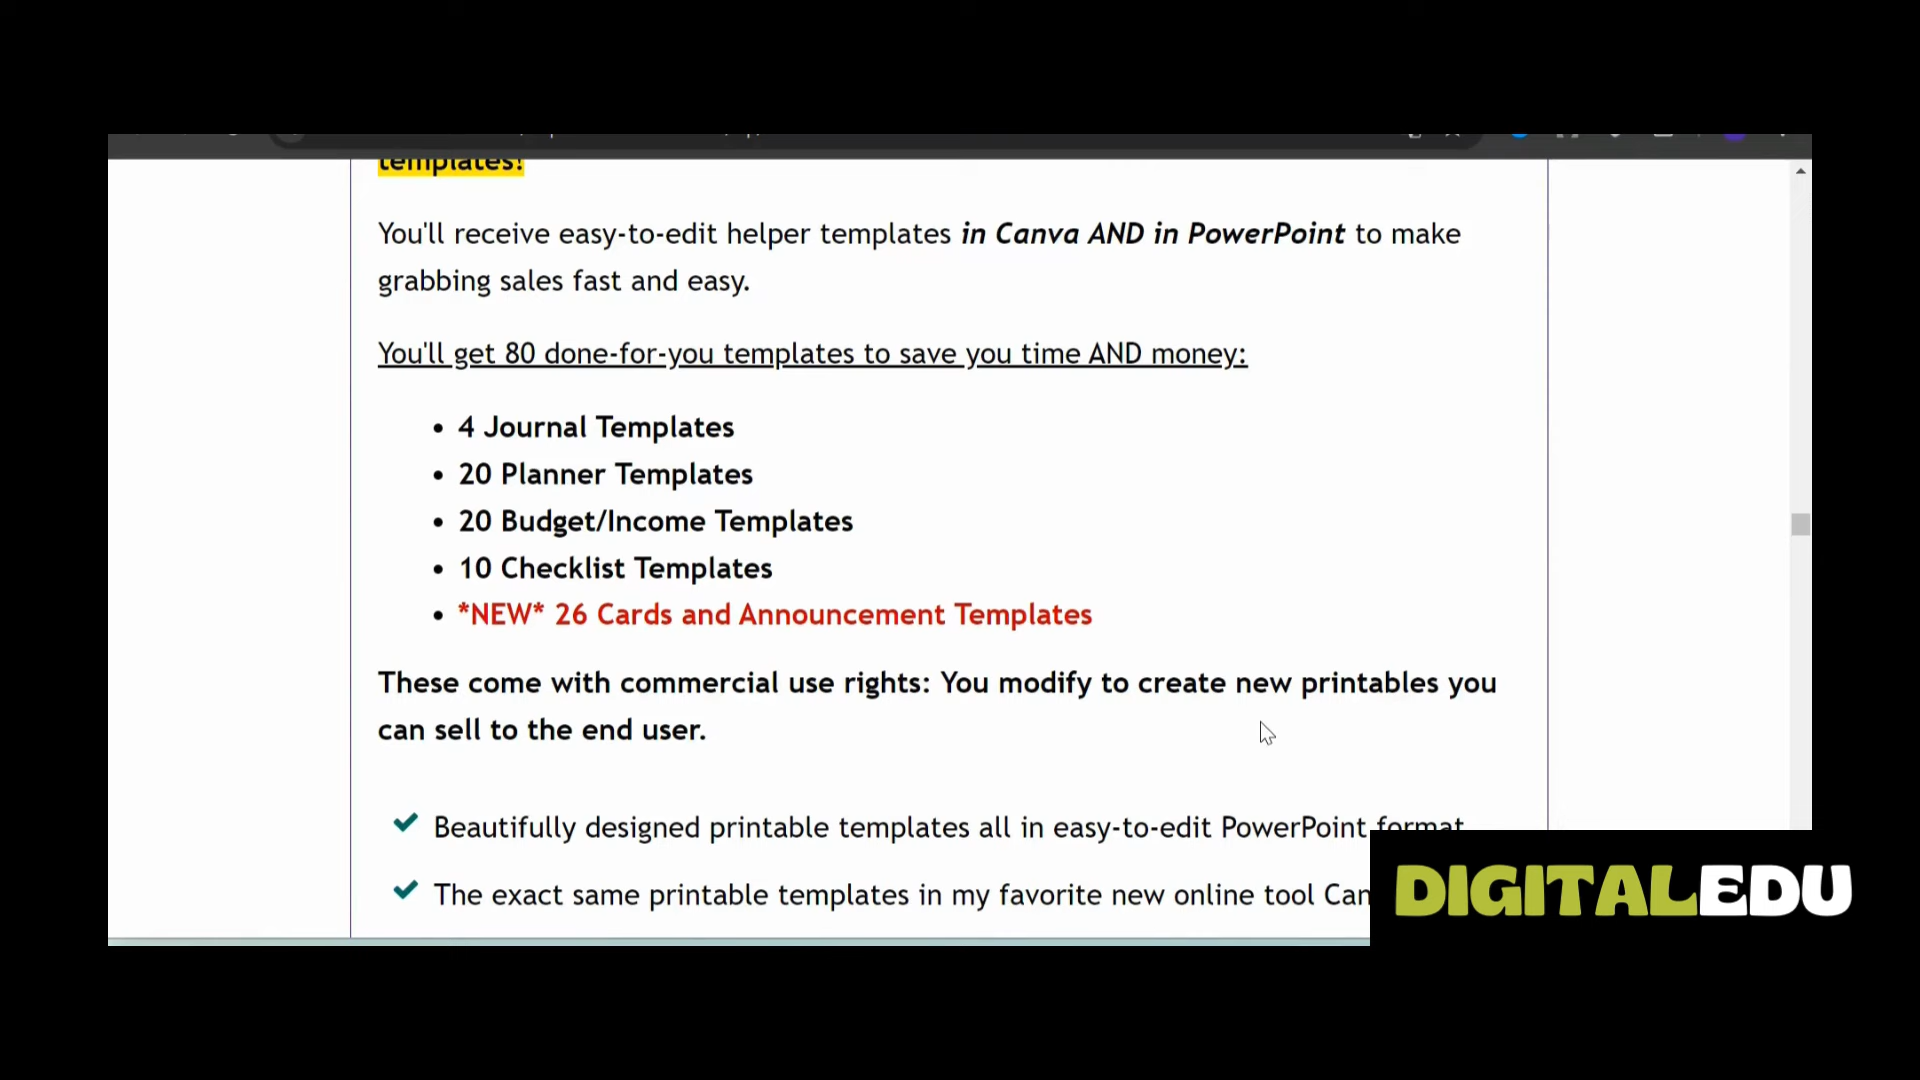 templates!
You'll receive easy-to-edit helper templates in Canva AND in PowerPoint to make
grabbing sales fast and easy.
You'll get 80 done-for-you templates to save you time AND money:
• 4 Journal Templates
• 20 Planner Templates
• 20 Budget/Income Templates
• 10 Checklist Templates
• *NEW* 26 Cards and Announcement Templates
These come with commercial use rights: You modify to create new printables you
can sell to the end user.
✔ Beautifully designed printable templates all in easy-to-edit PowerPoint format
✔ The exact same printable templates in my favorite new online tool Can
DIGITALEDU